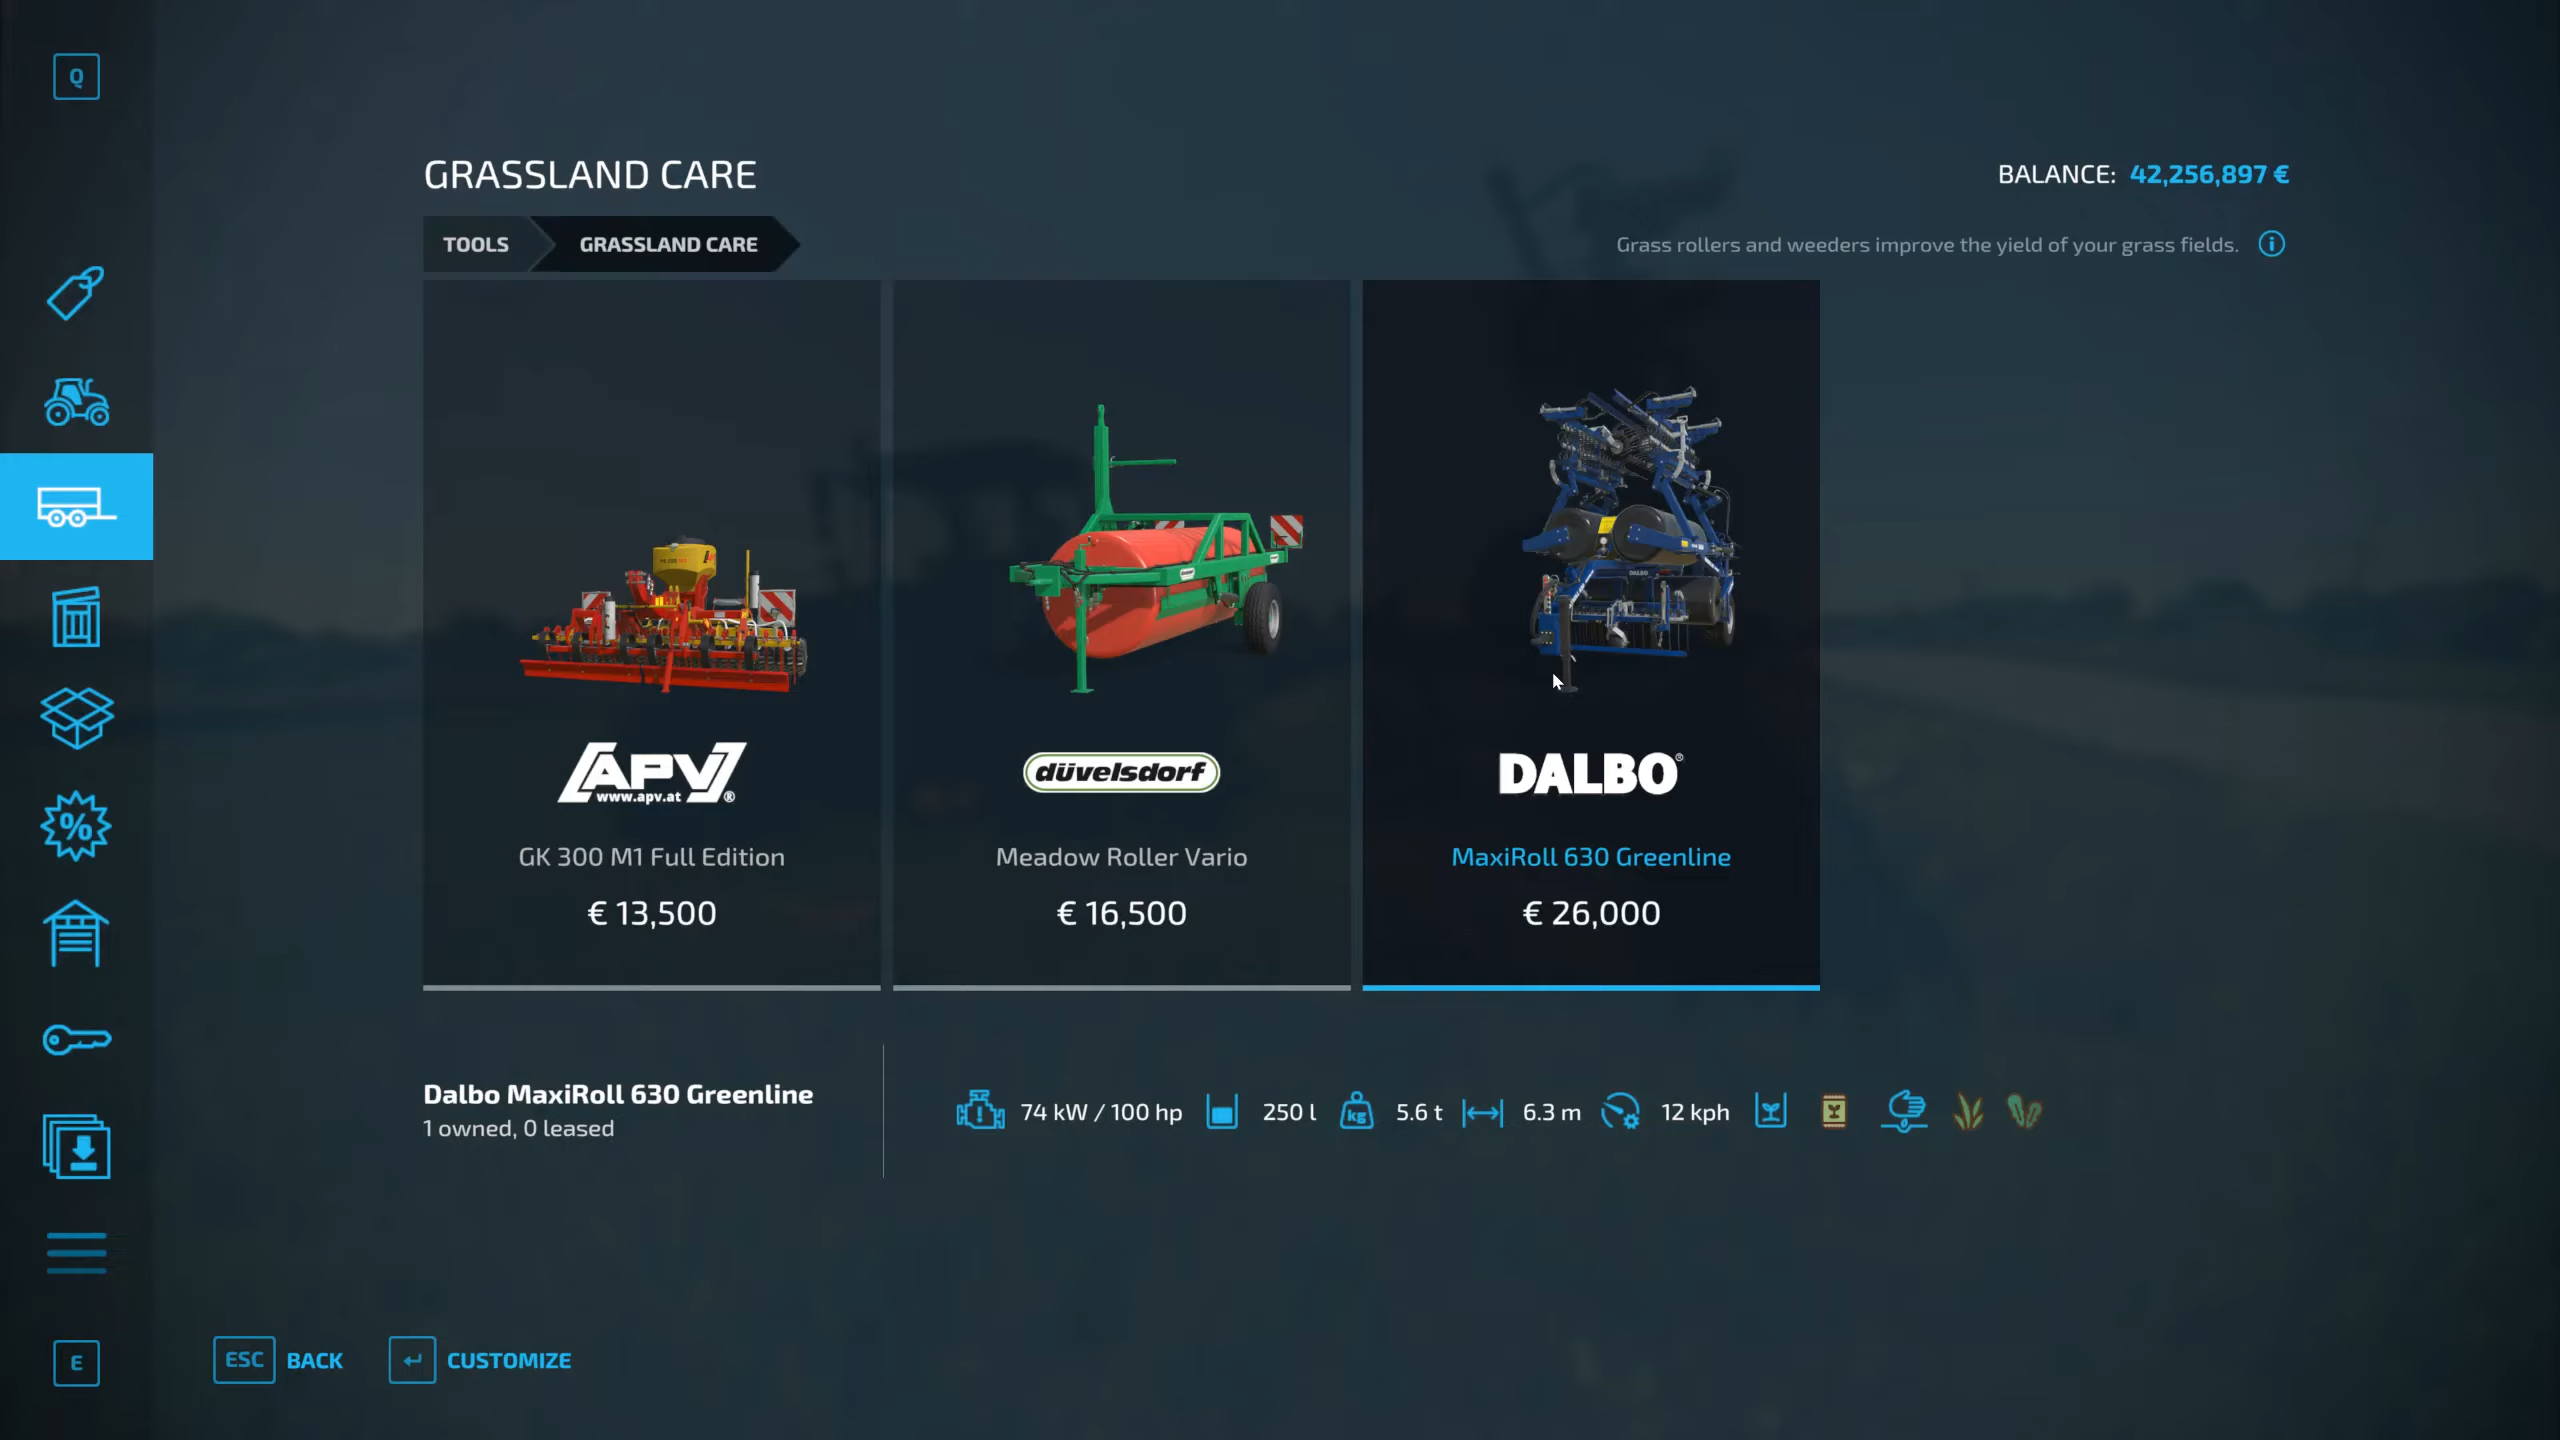 Q
GRASSLAND CARE
BALANCE: 42,256,897 €
TOOLS
GRASSLAND CARE
Grass rollers and weeders improve the yield of your grass fields.
APV
www.apv.at
düvelsdorf
DALBO
GK 300 M1 Full Edition
Meadow Roller Vario
MaxiRoll 630 Greenline
€ 13,500
€ 16,500
€ 26,000
Dalbo MaxiRoll 630 Greenline
1 owned, 0 leased
74 kW / 100 hp
250 l
kg
5.6 t
6.3 m
12 kph
E
ESC BACK
CUSTOMIZE